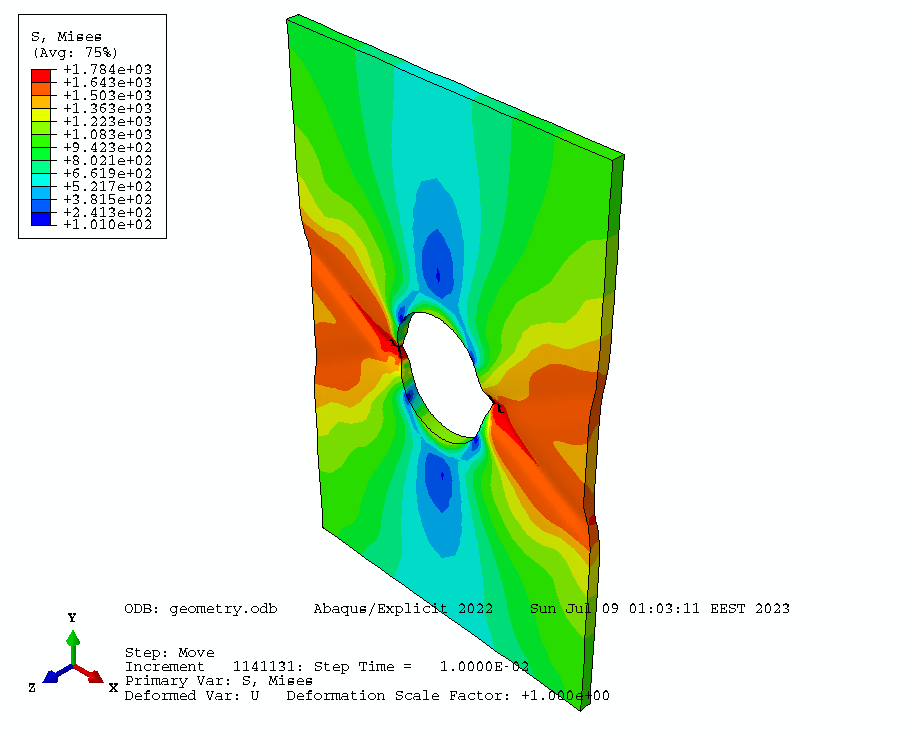 S, Mises
(Avg: 75%)
+1.784e+03
+1.643e+03
+1.503e+03
+1.363e+03
+1.223e+03
+1.083e+03
+9.423e+02
+8.021e+02
+6.619e+02
+5.217e+02
+3.815e+02
+2.413e+02
+1.010e+02
ODB: geometry.odb Abaqus/Explicit 2022 Sun Jul 09 01:03:11 EEST 2023
Y
Z
X
Step: Move
Increment 1141131: Step Time = 1.0000E-02
Primary Var: S, Mises
Deformed Var: U Deformation Scale Factor: +1.000e+00